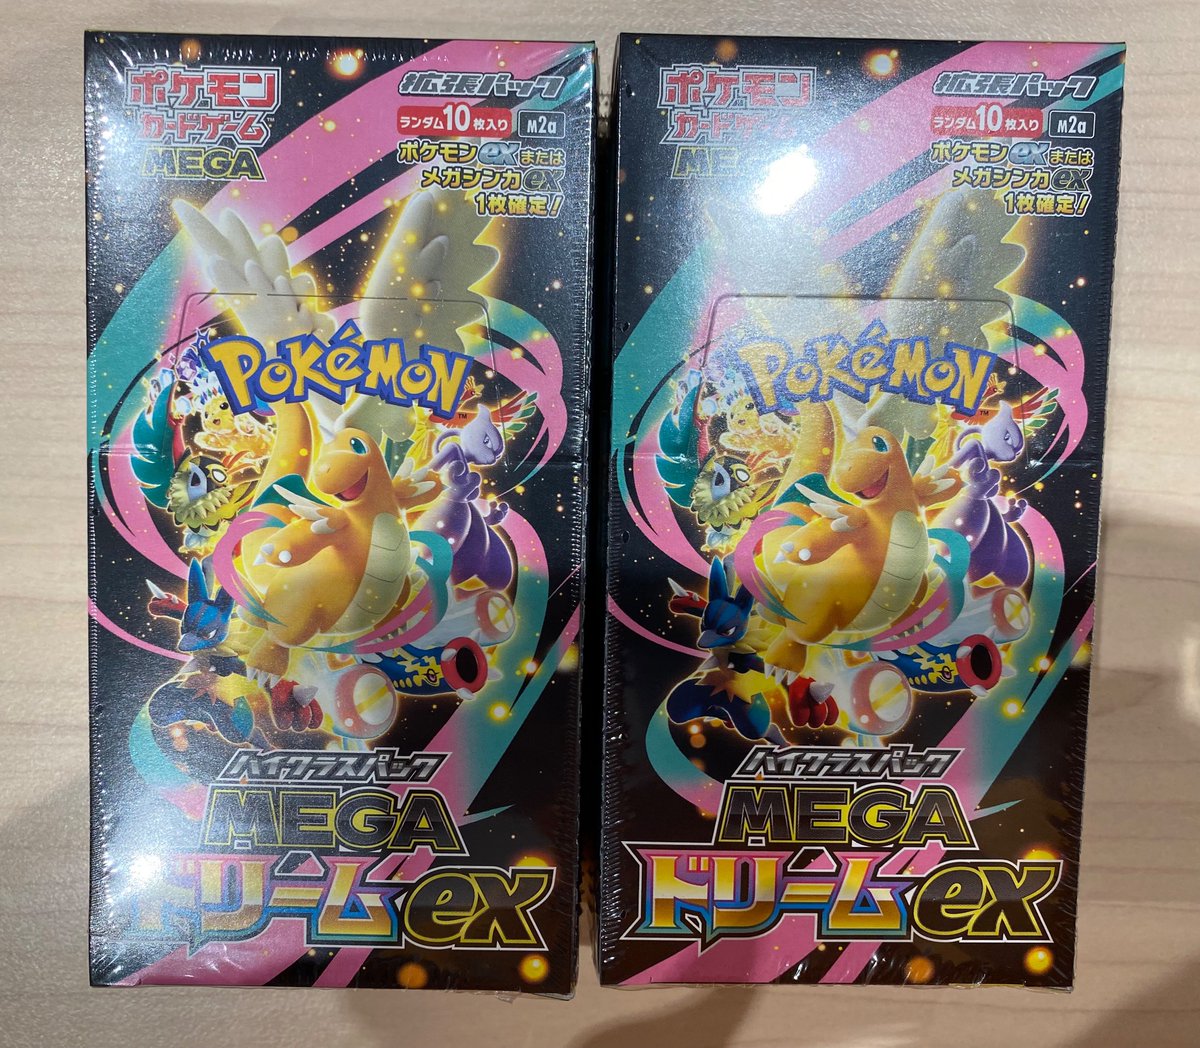 ポケモン
カードゲーム™
MEGA
拡張パック
ランダム10枚入り M2a
ポケモンexまたは
メガシンカex
1枚確定!
POKéMON™
ハイクラスパック
MEGA
ドリームex
ポケモン
カードゲーム
MEGA
拡張パック
ランダム10枚入り M2a
ポケモンexまたは
メガシンカex
1枚確定!
POKéMON™
ハイクラスパック
MEGA
ドリームex